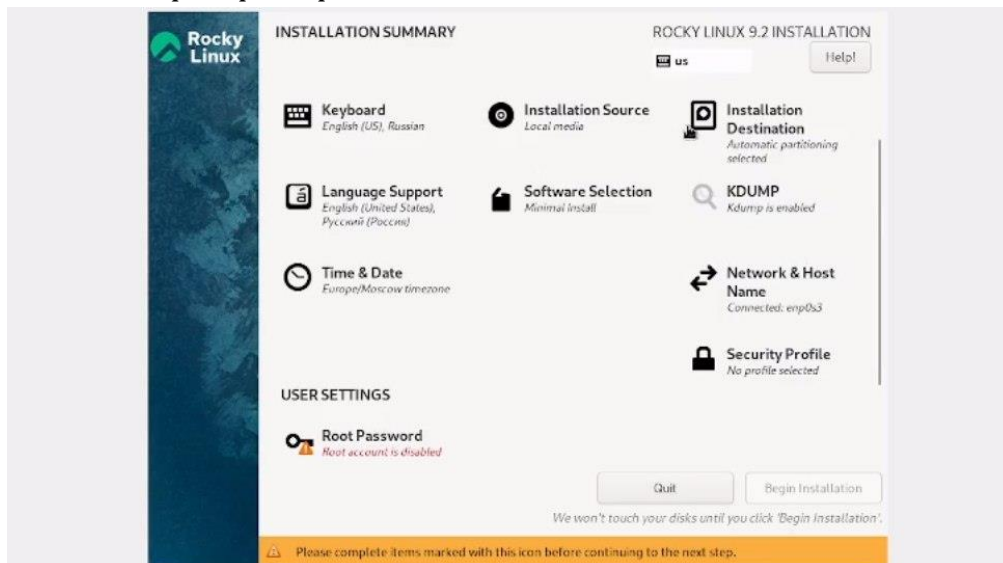 Rocky
Linux
INSTALLATION SUMMARY
ROCKY LINUX 9.2 INSTALLATION
us
Help!
Keyboard
English (US), Russian
Installation Source
Local media
Installation
Destination
Automatic partitioning
selected
Language Support
English (United States),
Русский (Россия)
Software Selection
Minimal Install
KDUMP
Kdump is enabled
Time & Date
Europe/Moscow timezone
Network & Host
Name
Connected: enp0s3
Security Profile
No profile selected
USER SETTINGS
Root Password
Root account is disabled
Quit
Begin Installation
We won't touch your disks until you click 'Begin Installation'.
Please complete items marked with this icon before continuing to the next step.